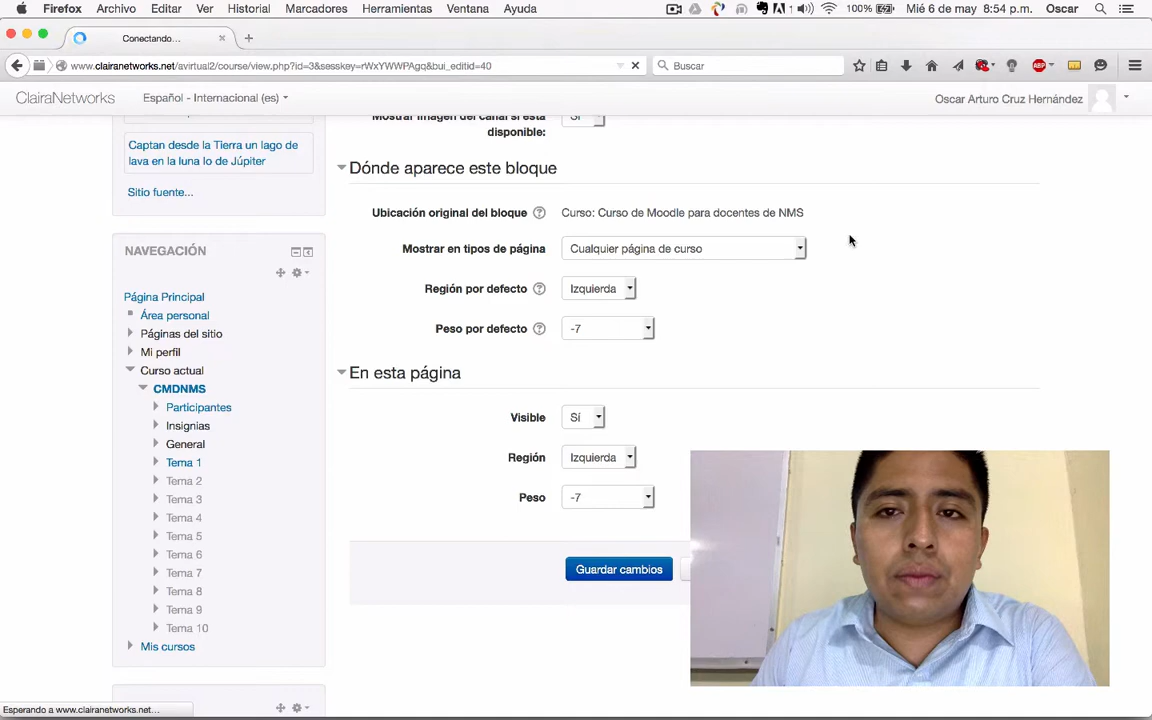 Firefox Archivo Editar Ver Historial Marcadores Herramientas Ventana Ayuda 1 100% Mié 6 de may 8:54 p.m. Oscar
Conectando...
www.clairanetworks.net/avirtual2/course/view.php?id=3&sesskey=rWxYWWPAgq&bui_editid=40
Buscar
ABP
ClairaNetworks
Español - Internacional (es)
Oscar Arturo Cruz Hernández
Mostrar imagen del canal si está
disponible:
Sí
Captan desde la Tierra un lago de
lava en la luna Io de Júpiter
Sitio fuente...
Dónde aparece este bloque
Ubicación original del bloque
Curso: Curso de Moodle para docentes de NMS
Mostrar en tipos de página
Cualquier página de curso
Región por defecto
Izquierda
Peso por defecto
-7
En esta página
Visible
Sí
Región
Izquierda
Peso
-7
Guardar cambios
NAVEGACIÓN
Página Principal
Área personal
Páginas del sitio
Mi perfil
Curso actual
CMDNMS
Participantes
Insignias
General
Tema 1
Tema 2
Tema 3
Tema 4
Tema 5
Tema 6
Tema 7
Tema 8
Tema 9
Tema 10
Mis cursos
Esperando a www.clairanetworks.net...